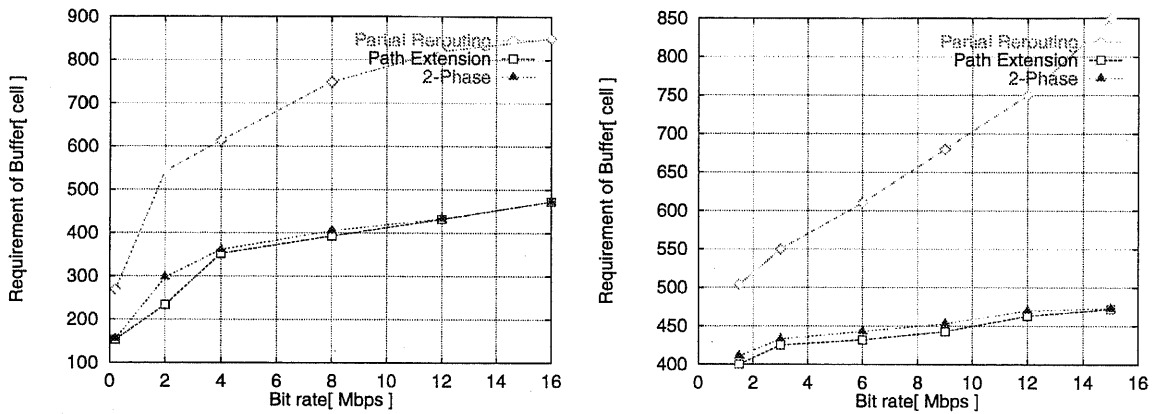 900
800
700
600
500
400
300
200
100
0 2 4 6 8 10 12 14 16
Requirement of Buffer[ cell ]
Bit rate[ Mbps ]
Partial Rerouting
Path Extension
2-Phase
850
800
750
700
650
600
550
500
450
400
0 2 4 6 8 10 12 14 16
Requirement of Buffer[ cell ]
Bit rate[ Mbps ]
Partial Rerouting
Path Extension
2-Phase